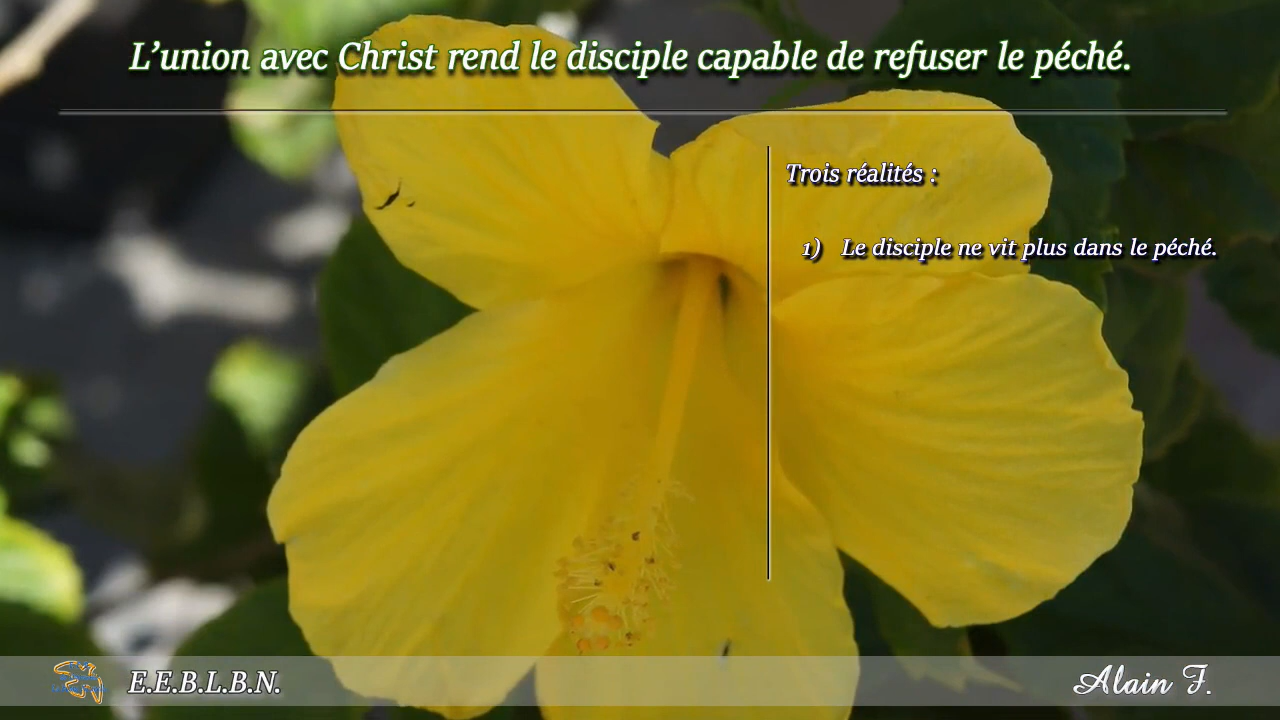 L’union avec Christ rend le disciple capable de refuser le péché.
Trois réalités :
1) Le disciple ne vit plus dans le péché.
E.E.B.L.B.N.
Alain F.